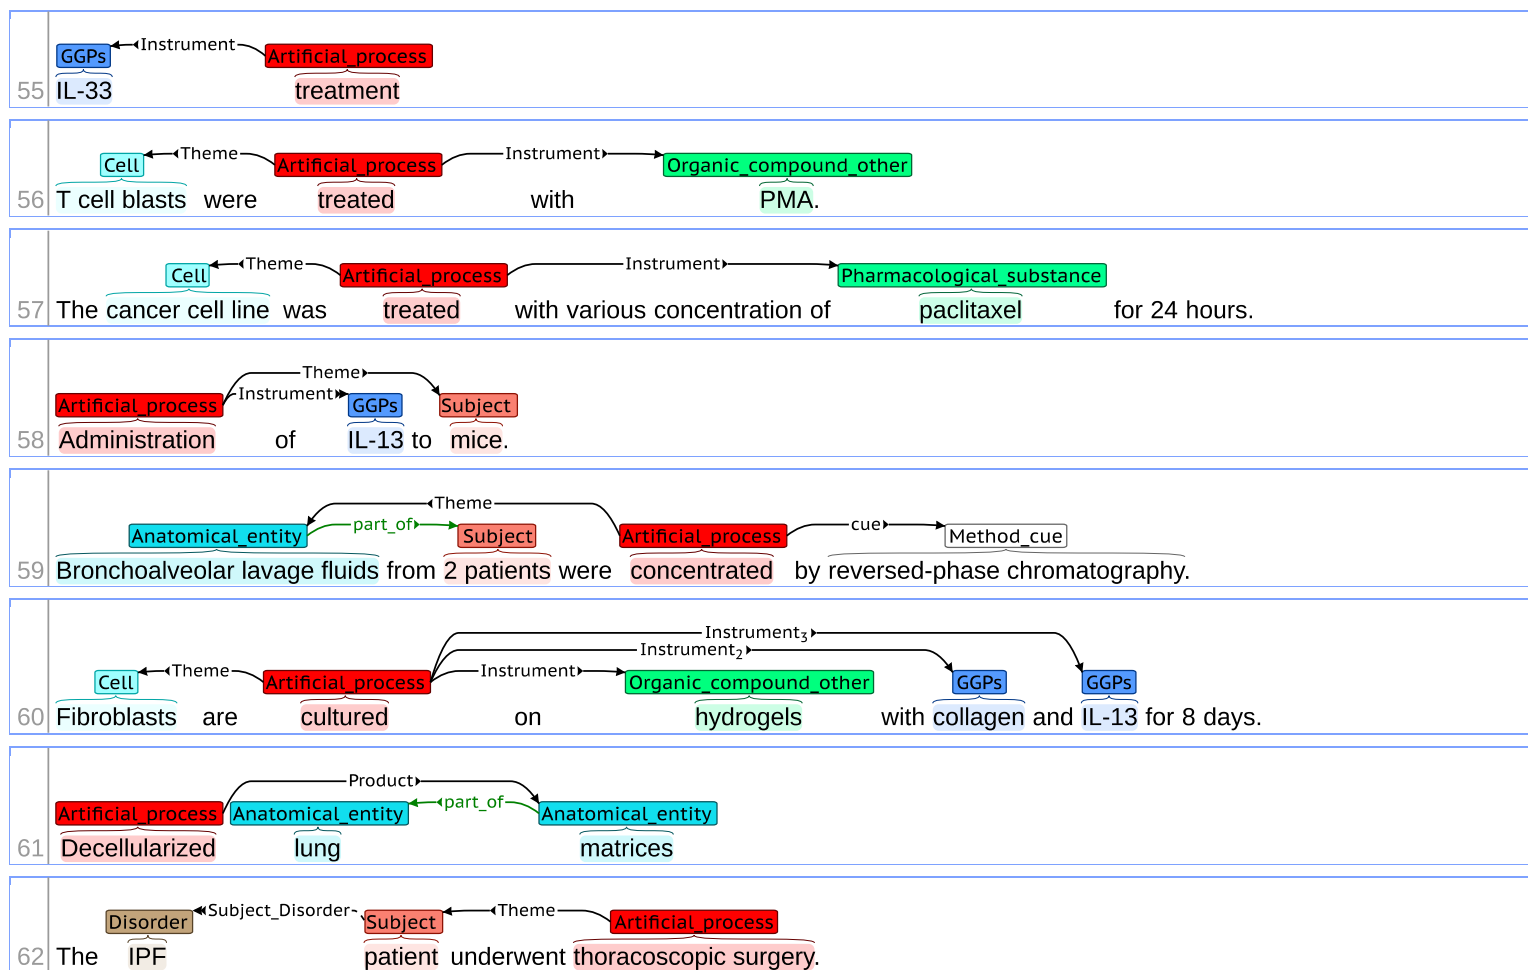 Instrument
GGPs Artificial_process
55 IL-33 treatment
Theme Instrument
Cell Artificial_process Organic_compound_other
56 T cell blasts were treated with PMA.
Theme Instrument
Cell Artificial_process Pharmacological_substance
57 The cancer cell line was treated with various concentration of paclitaxel for 24 hours.
Theme
Instrument
Artificial_process GGPs Subject
58 Administration of IL-13 to mice.
Theme
part_of cue
Anatomical_entity Subject Artificial_process Method_cue
59 Bronchoalveolar lavage fluids from 2 patients were concentrated by reversed-phase chromatography.
Instrument3
Instrument2
Theme Instrument
Cell Artificial_process Organic_compound_other GGPs GGPs
60 Fibroblasts are cultured on hydrogels with collagen and IL-13 for 8 days.
Product
part_of
Artificial_process Anatomical_entity Anatomical_entity
61 Decellularized lung matrices
Subject_Disorder Theme
Disorder Subject Artificial_process
62 The IPF patient underwent thoracoscopic surgery.